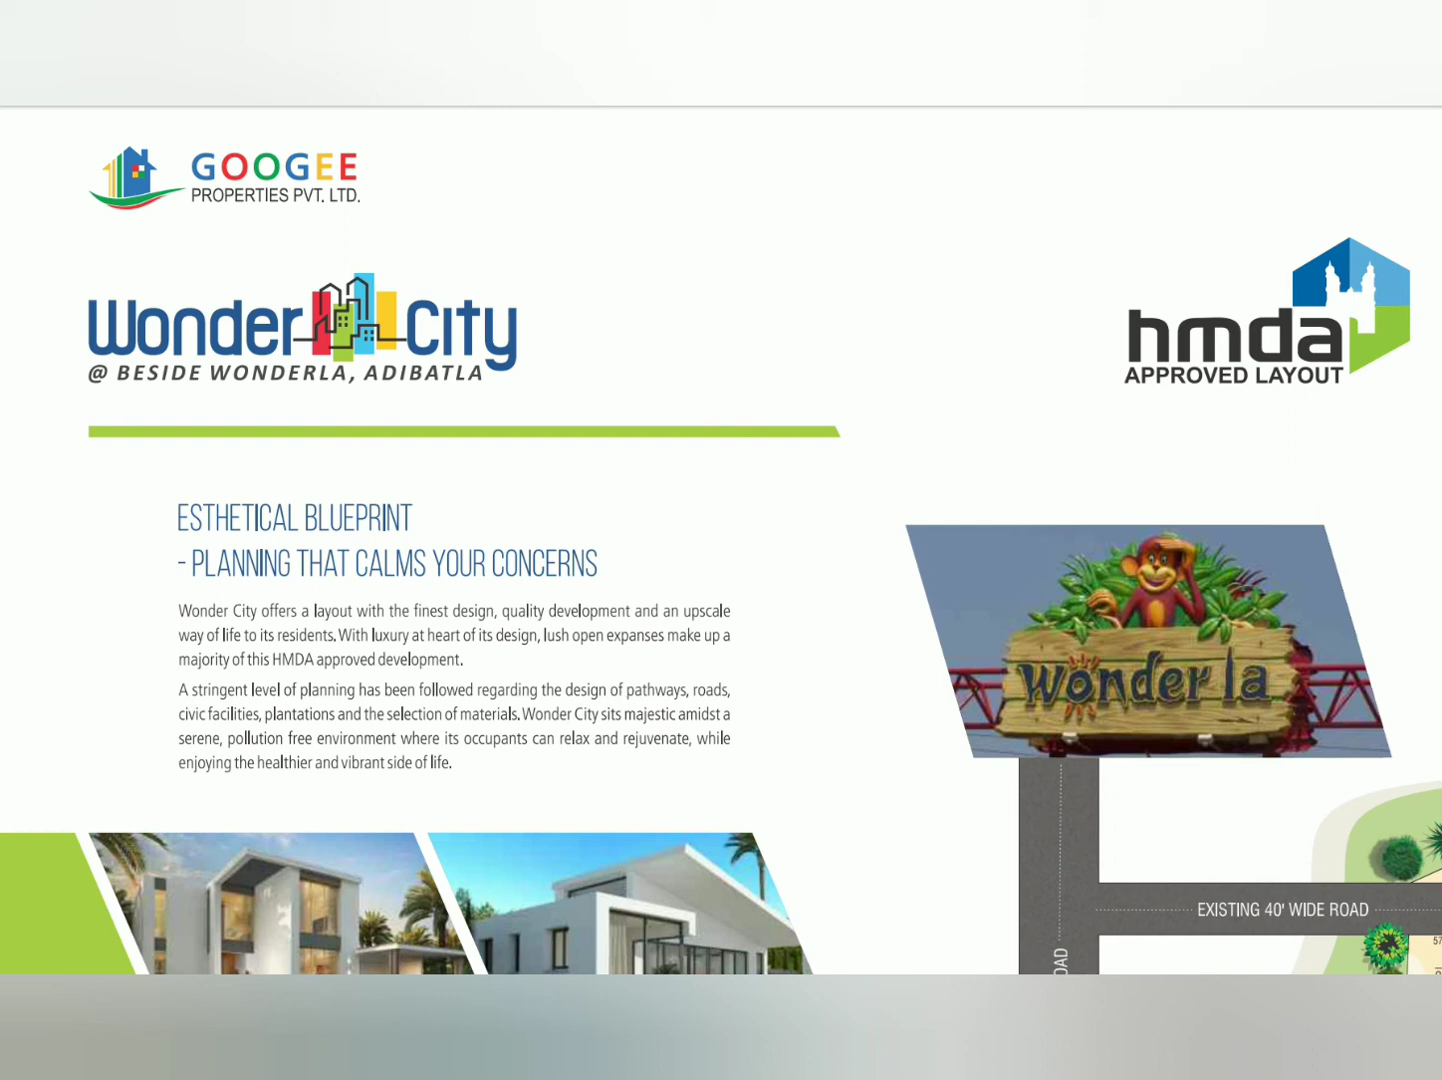 GOOGEE
PROPERTIES PVT. LTD.
Wonder City
@ BESIDE WONDERLA, ADIBATLA
hmda
APPROVED LAYOUT
ESTHETICAL BLUEPRINT
- PLANNING THAT CALMS YOUR CONCERNS
Wonder City offers a layout with the finest design, quality development and an upscale
way of life to its residents. With luxury at heart of its design, lush open expanses make up a
majority of this HMDA approved development.
A stringent level of planning has been followed regarding the design of pathways, roads,
civic facilities, plantations and the selection of materials. Wonder City sits majestic amidst a
serene, pollution free environment where its occupants can relax and rejuvenate, while
enjoying the healthier and vibrant side of life.
wonder la
EXISTING 40' WIDE ROAD